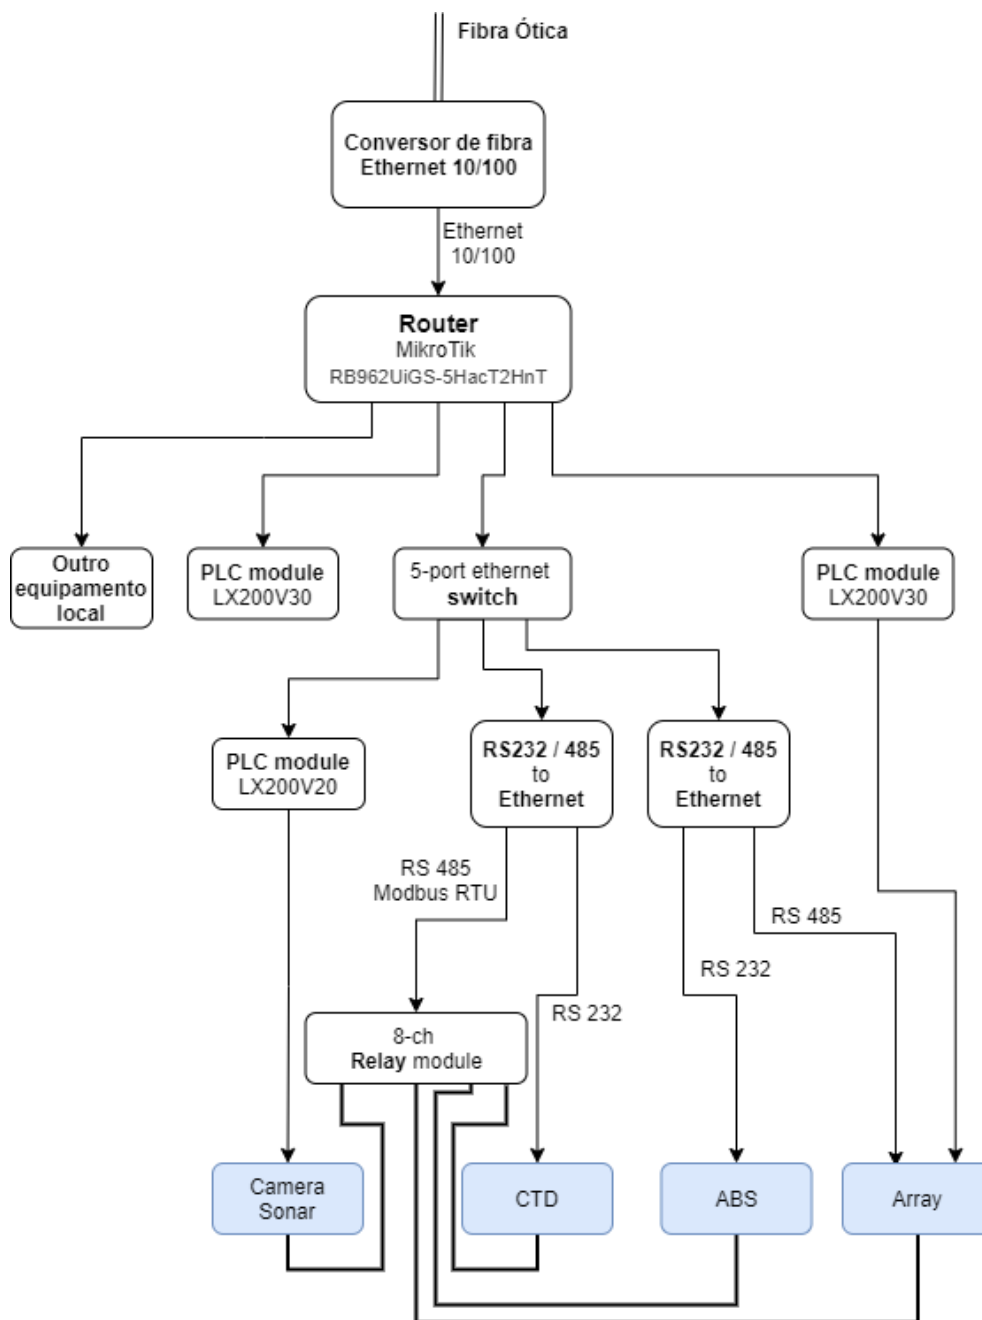 Fibra Ótica
Conversor de fibra
Ethernet 10/100
Ethernet
10/100
Router
MikroTik
RB962UiGS-5HacT2HnT
Outro
equipamento
local
PLC module
LX200V30
5-port ethernet
switch
PLC module
LX200V30
PLC module
LX200V20
RS232 / 485
to
Ethernet
RS232 / 485
to
Ethernet
RS 485
Modbus RTU
RS 485
RS 232
RS 232
8-ch
Relay module
Camera
Sonar
CTD
ABS
Array